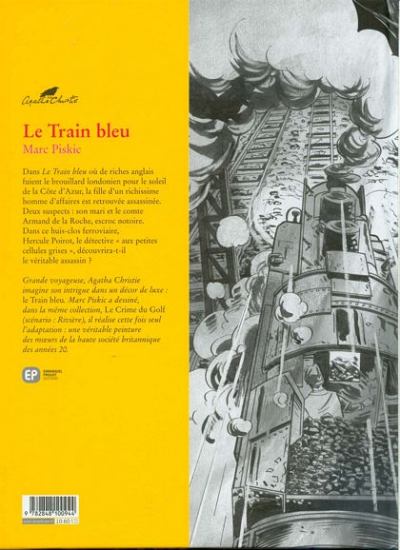 Agatha Christie
Le Train bleu
Marc Piskic
Dans Le Train bleu où de riches anglais
fuient le brouillard londonien pour le soleil
de la Côte d'Azur, la fille d'un richissime
homme d'affaires est retrouvée assassinée.
Deux suspects : son mari et le comte
Armand de la Roche, escroc notoire.
Dans ce huis-clos ferroviaire,
Hercule Poirot, le détective « aux petites
cellules grises », découvrira-t-il
le véritable assassin ?
Grande voyageuse, Agatha Christie
imagine son intrigue dans un décor de luxe :
le Train bleu. Marc Piskic a dessiné,
dans la même collection, Le Crime du Golf
(scénario : Rivière), il réalise cette fois seul
l'adaptation : une véritable peinture
des mœurs de la haute société britannique
des années 20.
EP
EMMANUEL
PROUST
EDITIONS
9 782848 100944